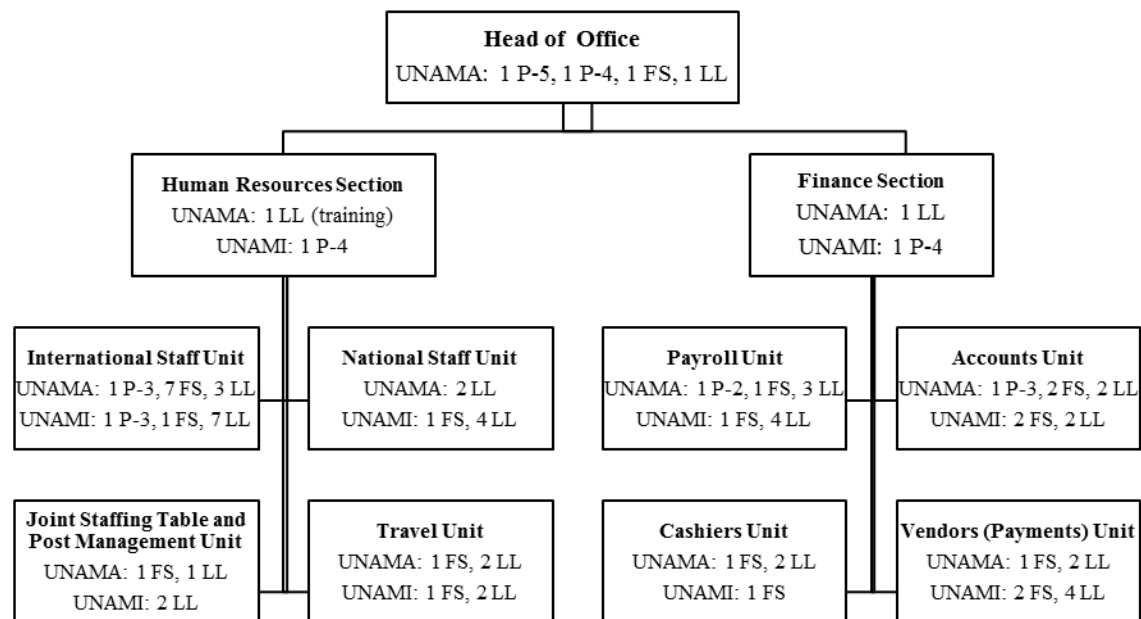 Head of Office
UNAMA: 1 P-5, 1 P-4, 1 FS, 1 LL
Human Resources Section
UNAMA: 1 LL (training)
UNAMI: 1 P-4
Finance Section
UNAMA: 1 LL
UNAMI: 1 P-4
International Staff Unit
UNAMA: 1 P-3, 7 FS, 3 LL
UNAMI: 1 P-3, 1 FS, 7 LL
National Staff Unit
UNAMA: 2 LL
UNAMI: 1 FS, 4 LL
Payroll Unit
UNAMA: 1 P-2, 1 FS, 3 LL
UNAMI: 1 FS, 4 LL
Accounts Unit
UNAMA: 1 P-3, 2 FS, 2 LL
UNAMI: 2 FS, 2 LL
Joint Staffing Table and
Post Management Unit
UNAMA: 1 FS, 1 LL
UNAMI: 2 LL
Travel Unit
UNAMA: 1 FS, 2 LL
UNAMI: 1 FS, 2 LL
Cashiers Unit
UNAMA: 1 FS, 2 LL
UNAMI: 1 FS
Vendors (Payments) Unit
UNAMA: 1 FS, 2 LL
UNAMI: 2 FS, 4 LL